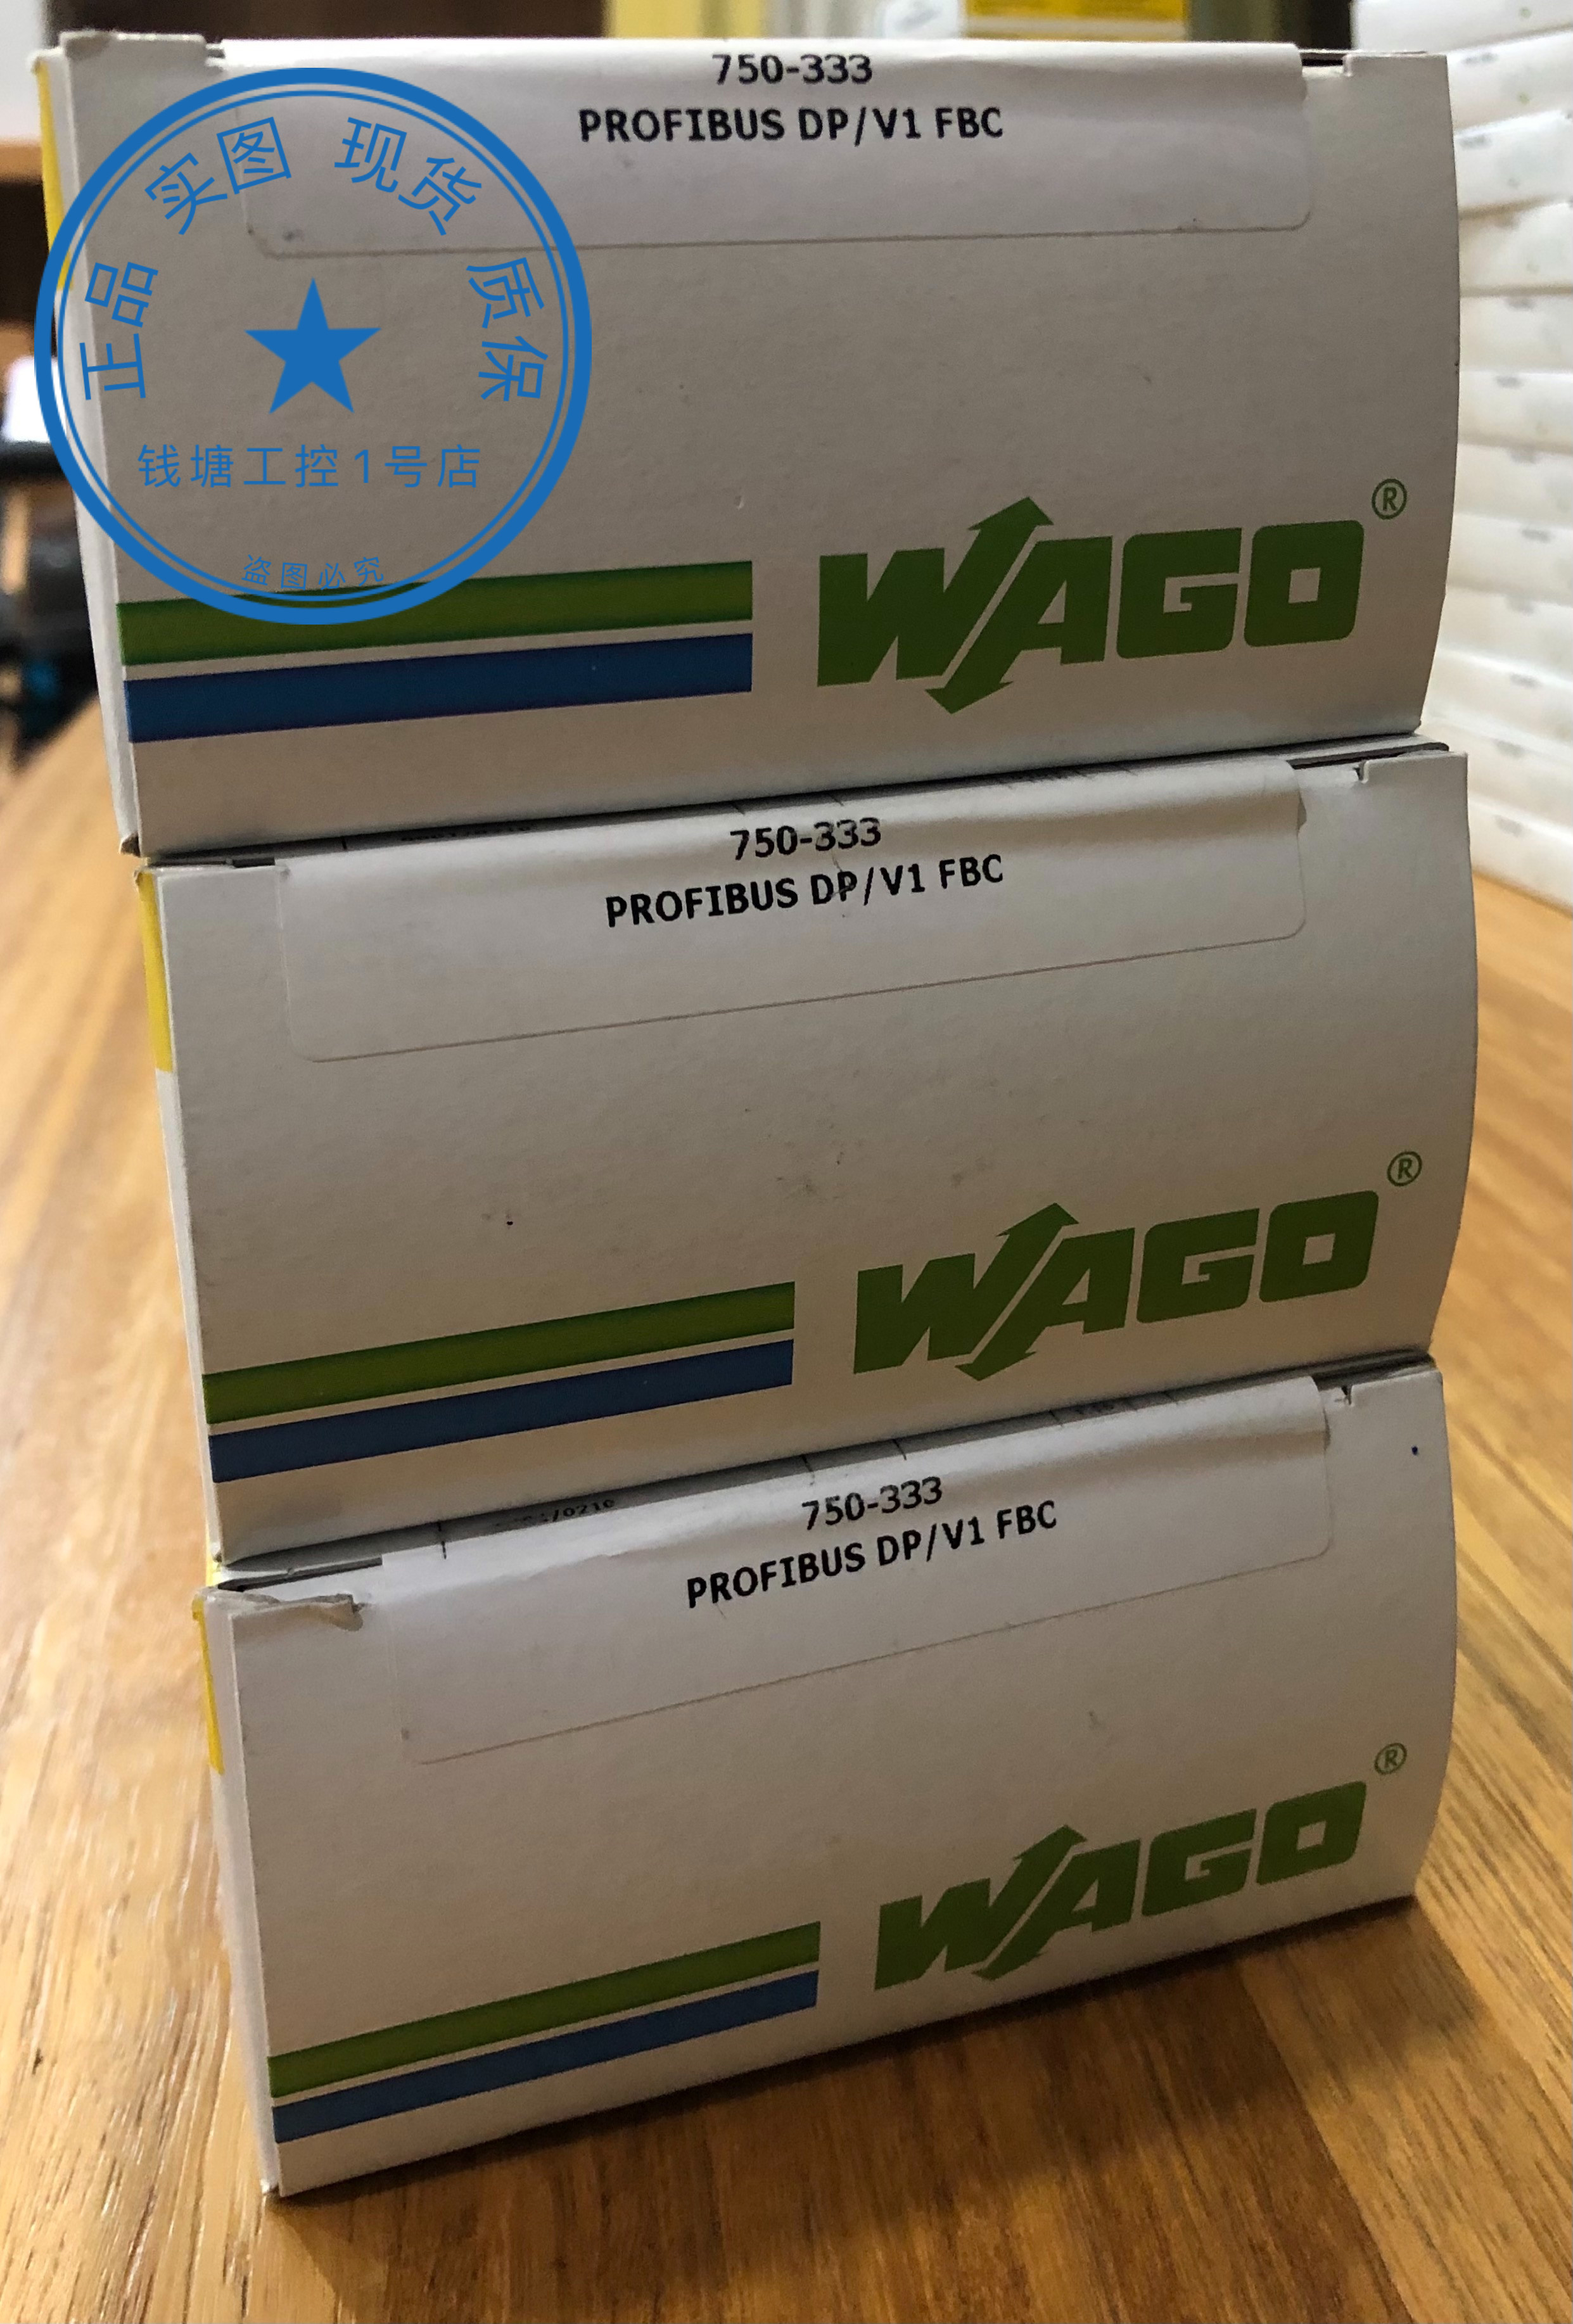 750-333
PROFIBUS DP/V1 FBC
正品 实图 现货 质保
钱塘工控1号店
盗图必究
WAGO®
750-333
PROFIBUS DP/V1 FBC
WAGO®
750-333
PROFIBUS DP/V1 FBC
WAGO®